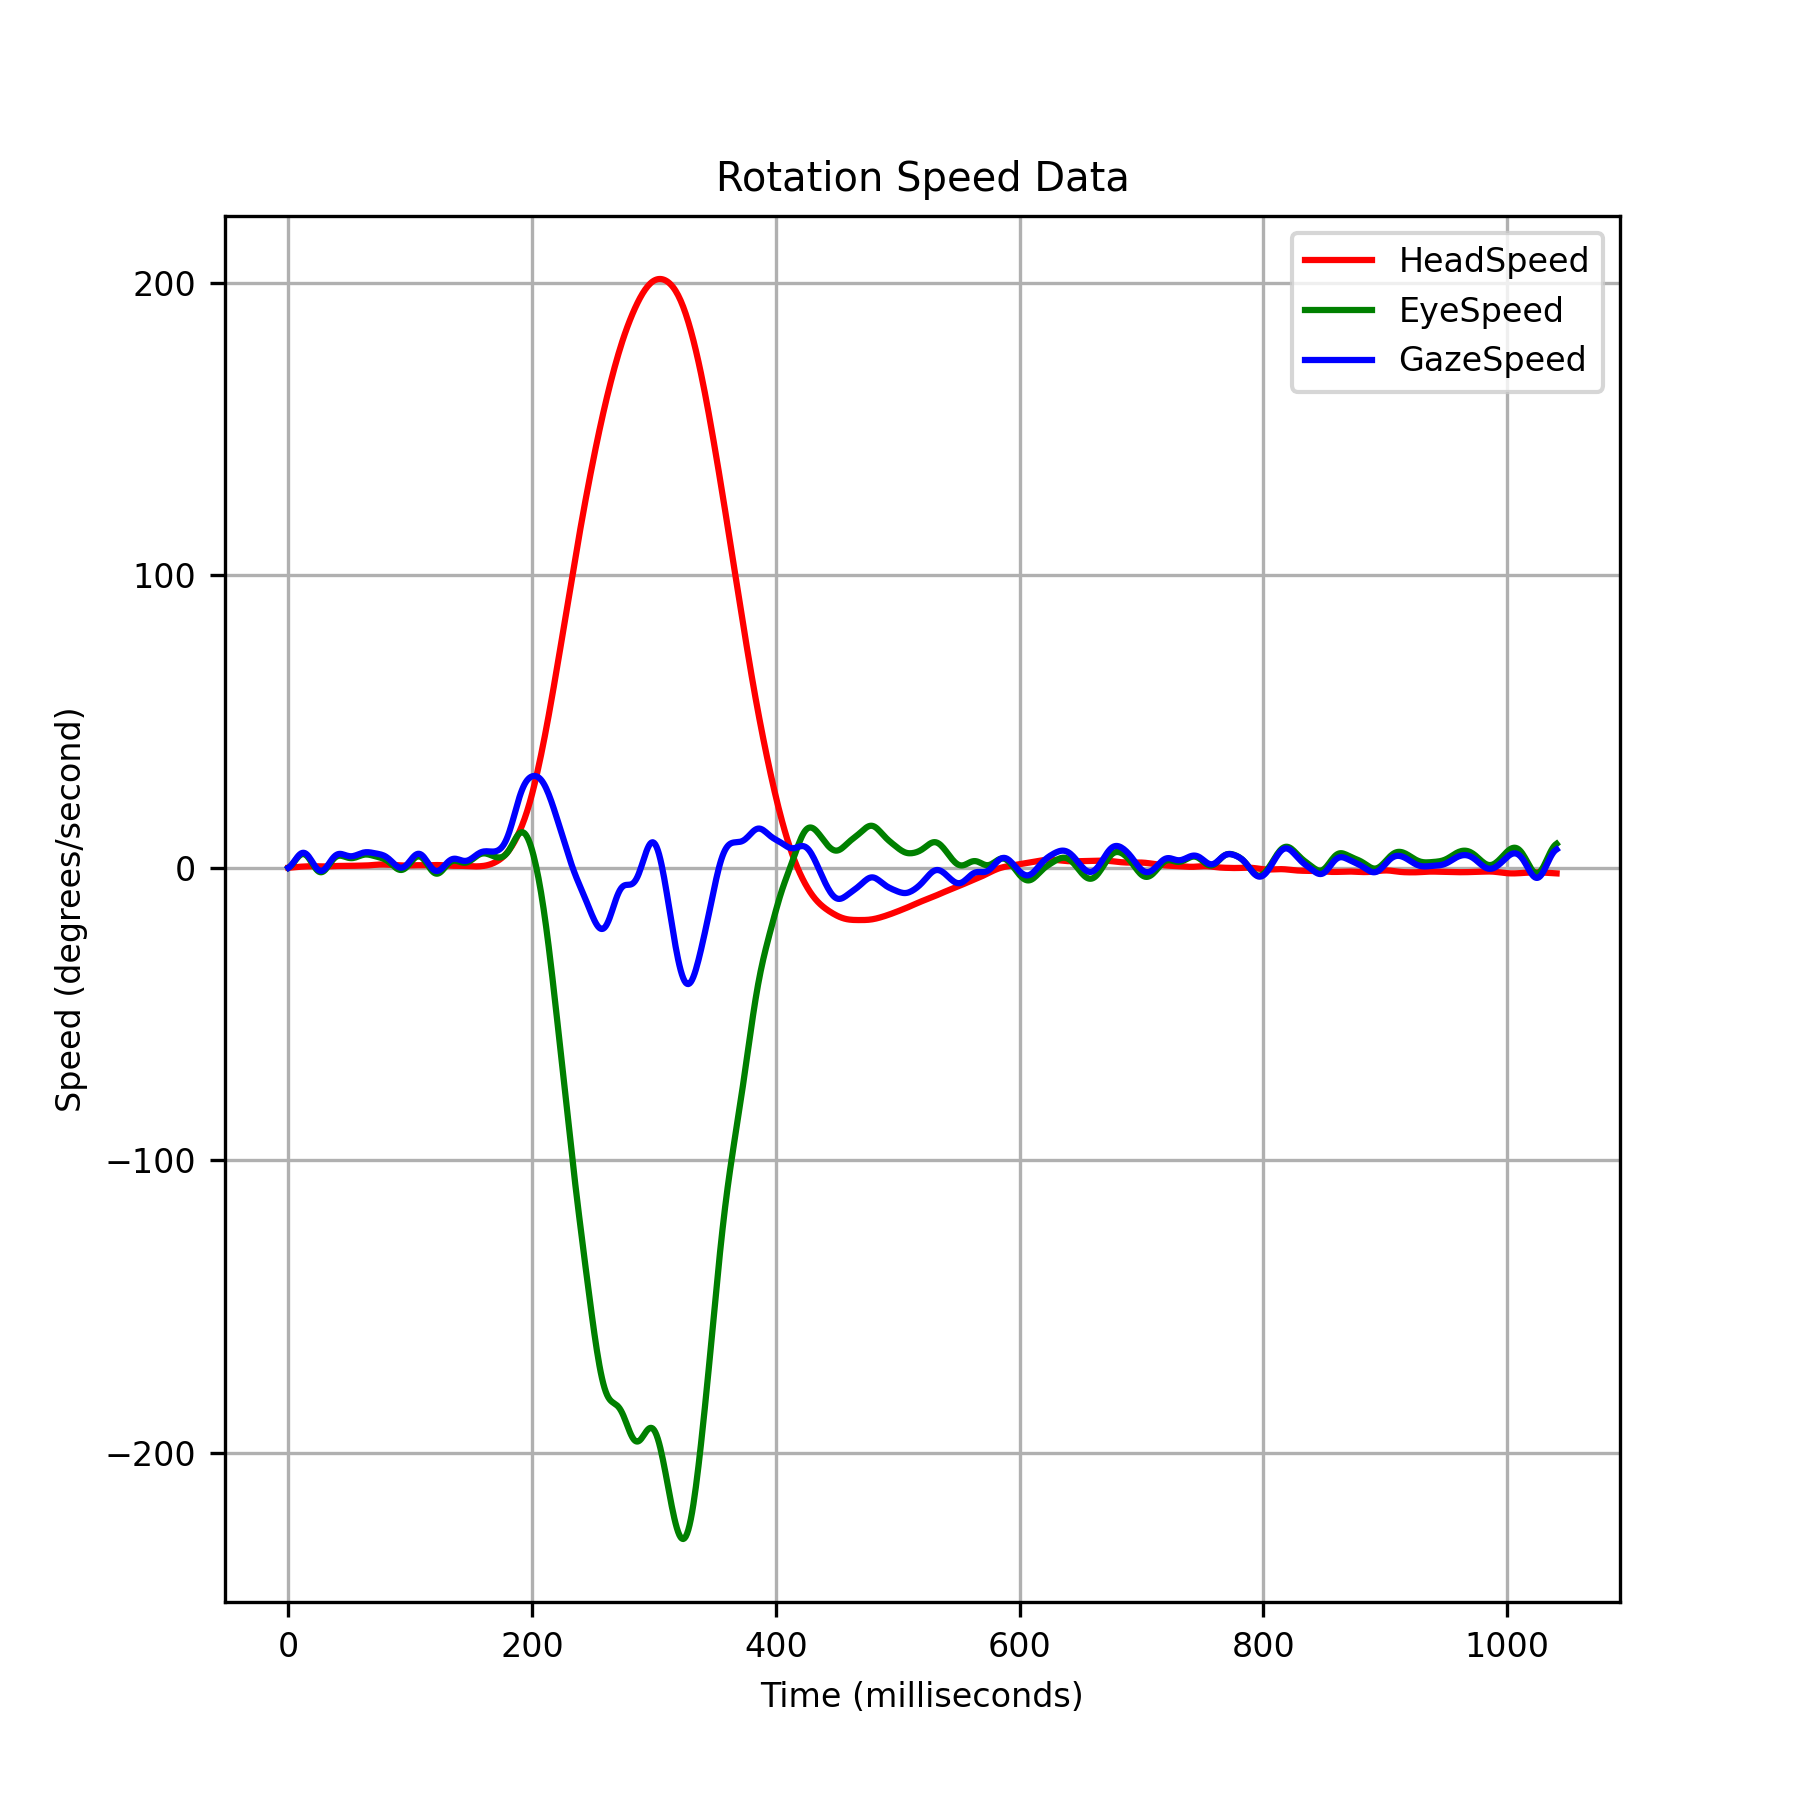 Rotation Speed Data
HeadSpeed
EyeSpeed
GazeSpeed
Speed (degrees/second)
200
100
0
−100
−200
0 200 400 600 800 1000
Time (milliseconds)